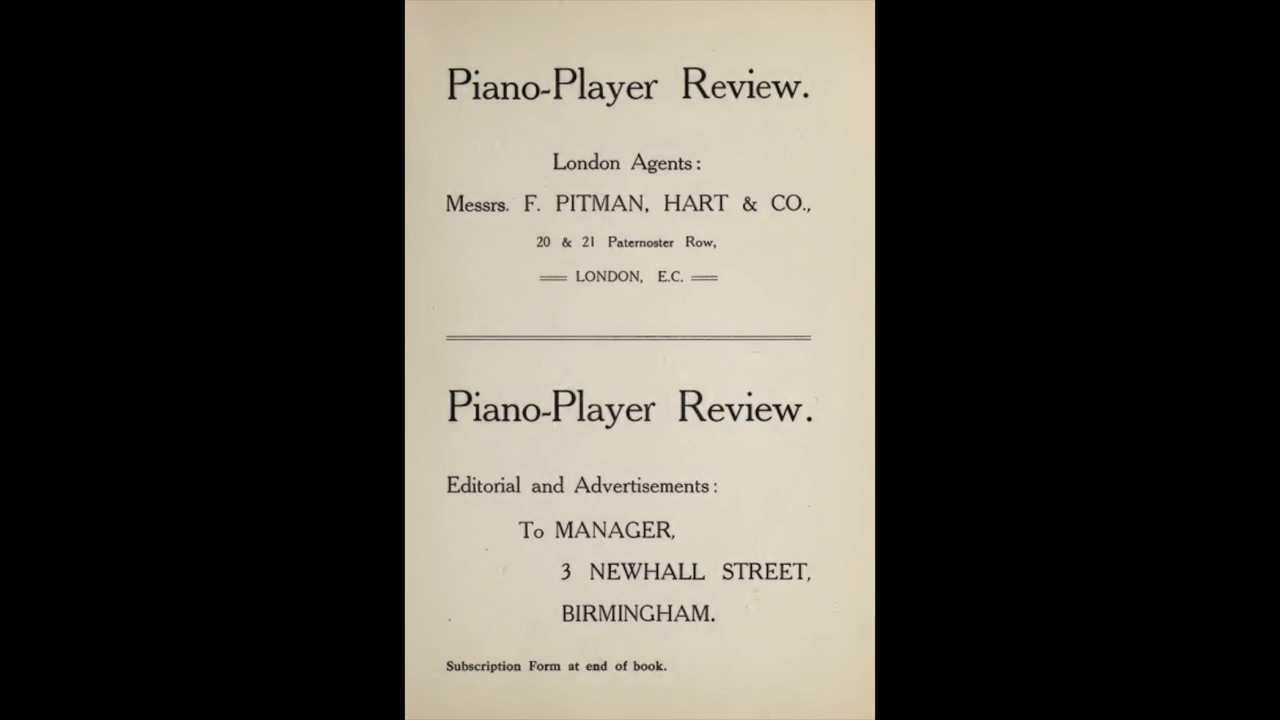 Piano-Player Review.
London Agents:
Messrs. F. PITMAN, HART & CO.,
20 & 21 Paternoster Row,
LONDON, E.C.
Piano-Player Review.
Editorial and Advertisements:
To MANAGER,
3 NEWHALL STREET,
BIRMINGHAM.
Subscription Form at end of book.